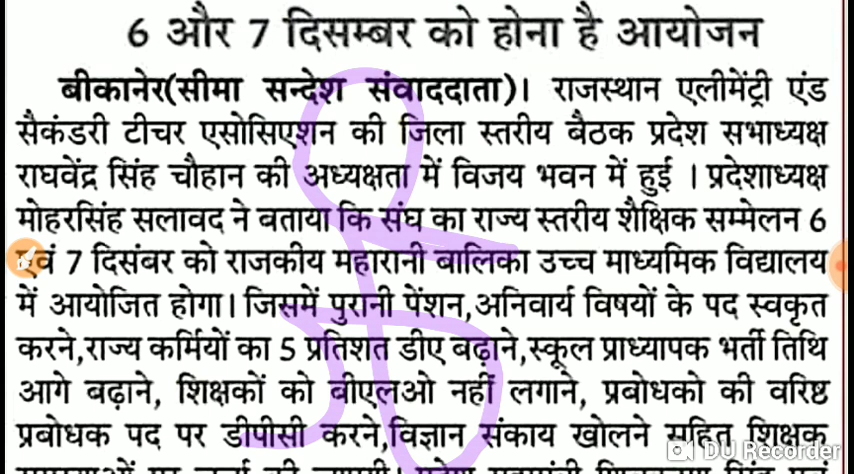 6 और 7 दिसम्बर को होना है आयोजन
बीकानेर(सीमा सन्देश संवाददाता)। राजस्थान एलीमेंट्री एंड
सैकंडरी टीचर एसोसिएशन की जिला स्तरीय बैठक प्रदेश सभाध्यक्ष
राघवेंद्र सिंह चौहान की अध्यक्षता में विजय भवन में हुई । प्रदेशाध्यक्ष
मोहरसिंह सलावद ने बताया कि संघ का राज्य स्तरीय शैक्षिक सम्मेलन 6
एवं 7 दिसंबर को राजकीय महारानी बालिका उच्च माध्यमिक विद्यालय
में आयोजित होगा। जिसमें पुरानी पेंशन,अनिवार्य विषयों के पद स्वकृत
करने,राज्य कर्मियों का 5 प्रतिशत डीए बढ़ाने,स्कूल प्राध्यापक भर्ती तिथि
आगे बढ़ाने, शिक्षकों को बीएलओ नहीं लगाने, प्रबोधको की वरिष्ठ
प्रबोधक पद पर डीपीसी करने,विज्ञान संकाय खोलने सहित शिक्षक
DU Recorder